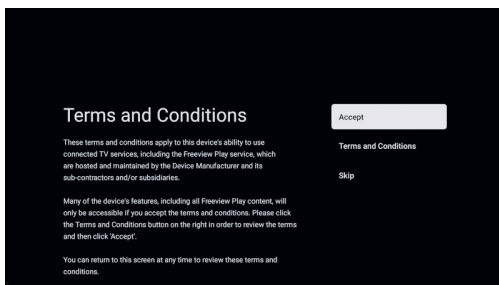 Terms and Conditions
These terms and conditions apply to this device's ability to use
connected TV services, including the Freeview Play service, which
are hosted and maintained by the Device Manufacturer and its
sub-contractors and/or subsidiaries.
Many of the device's features, including all Freeview Play content, will
only be accessible if you accept the terms and conditions. Please click
the Terms and Conditions button on the right in order to review the terms
and then click 'Accept'.
You can return to this screen at any time to review these terms and
conditions.
Accept
Terms and Conditions
Skip